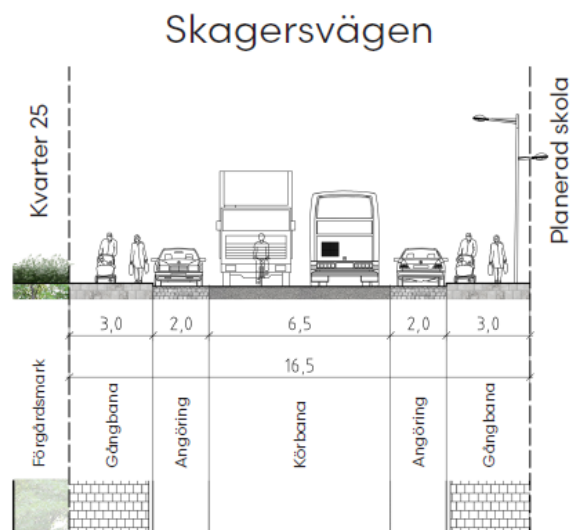 Skagersvägen
Kvarter 25
Planerad skola
3,0
2,0
6,5
2,0
3,0
16,5
Förgårdsmark
Gångbana
Angöring
Körbana
Angöring
Gångbana